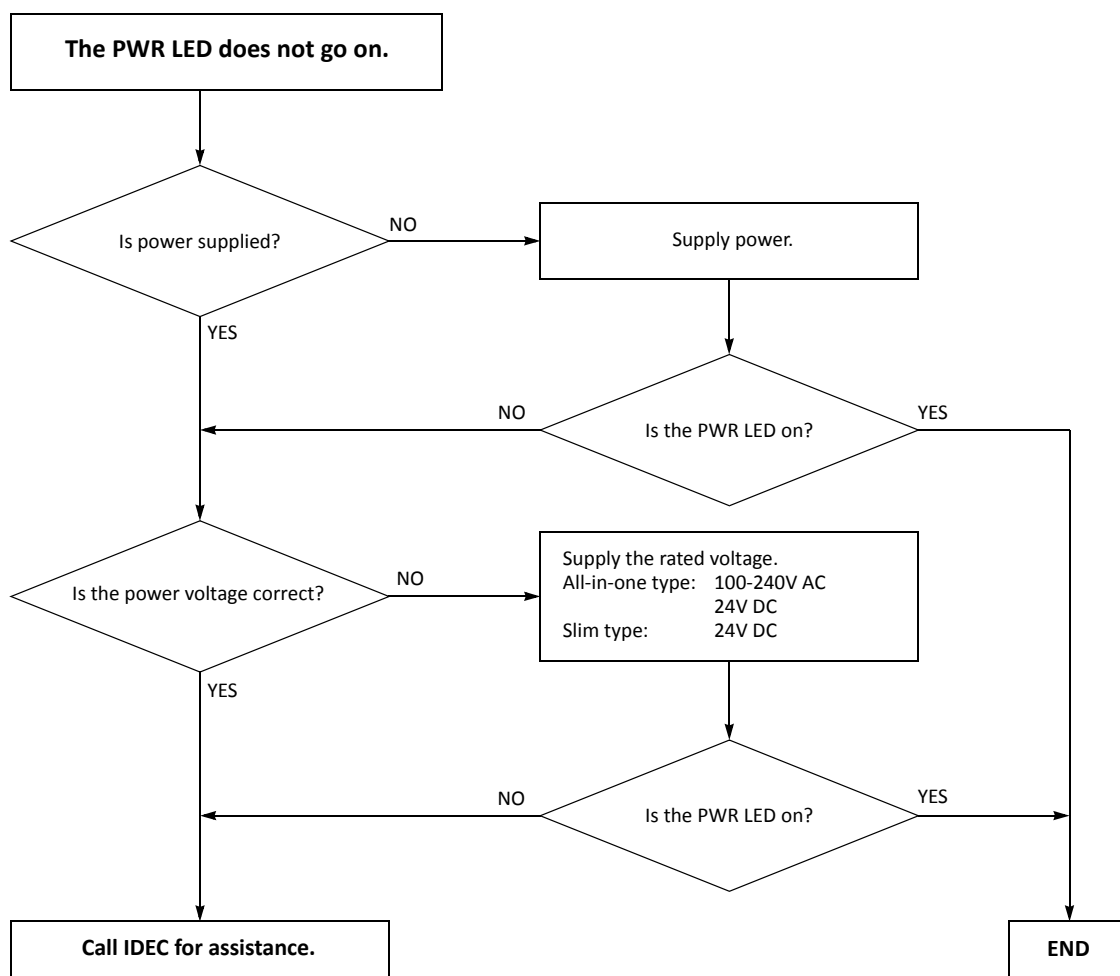 The PWR LED does not go on.
Is power supplied?
NO
Supply power.
YES
NO
Is the PWR LED on?
YES
Is the power voltage correct?
NO
Supply the rated voltage.
All-in-one type: 100-240V AC
24V DC
Slim type: 24V DC
YES
NO
Is the PWR LED on?
YES
Call IDEC for assistance.
END